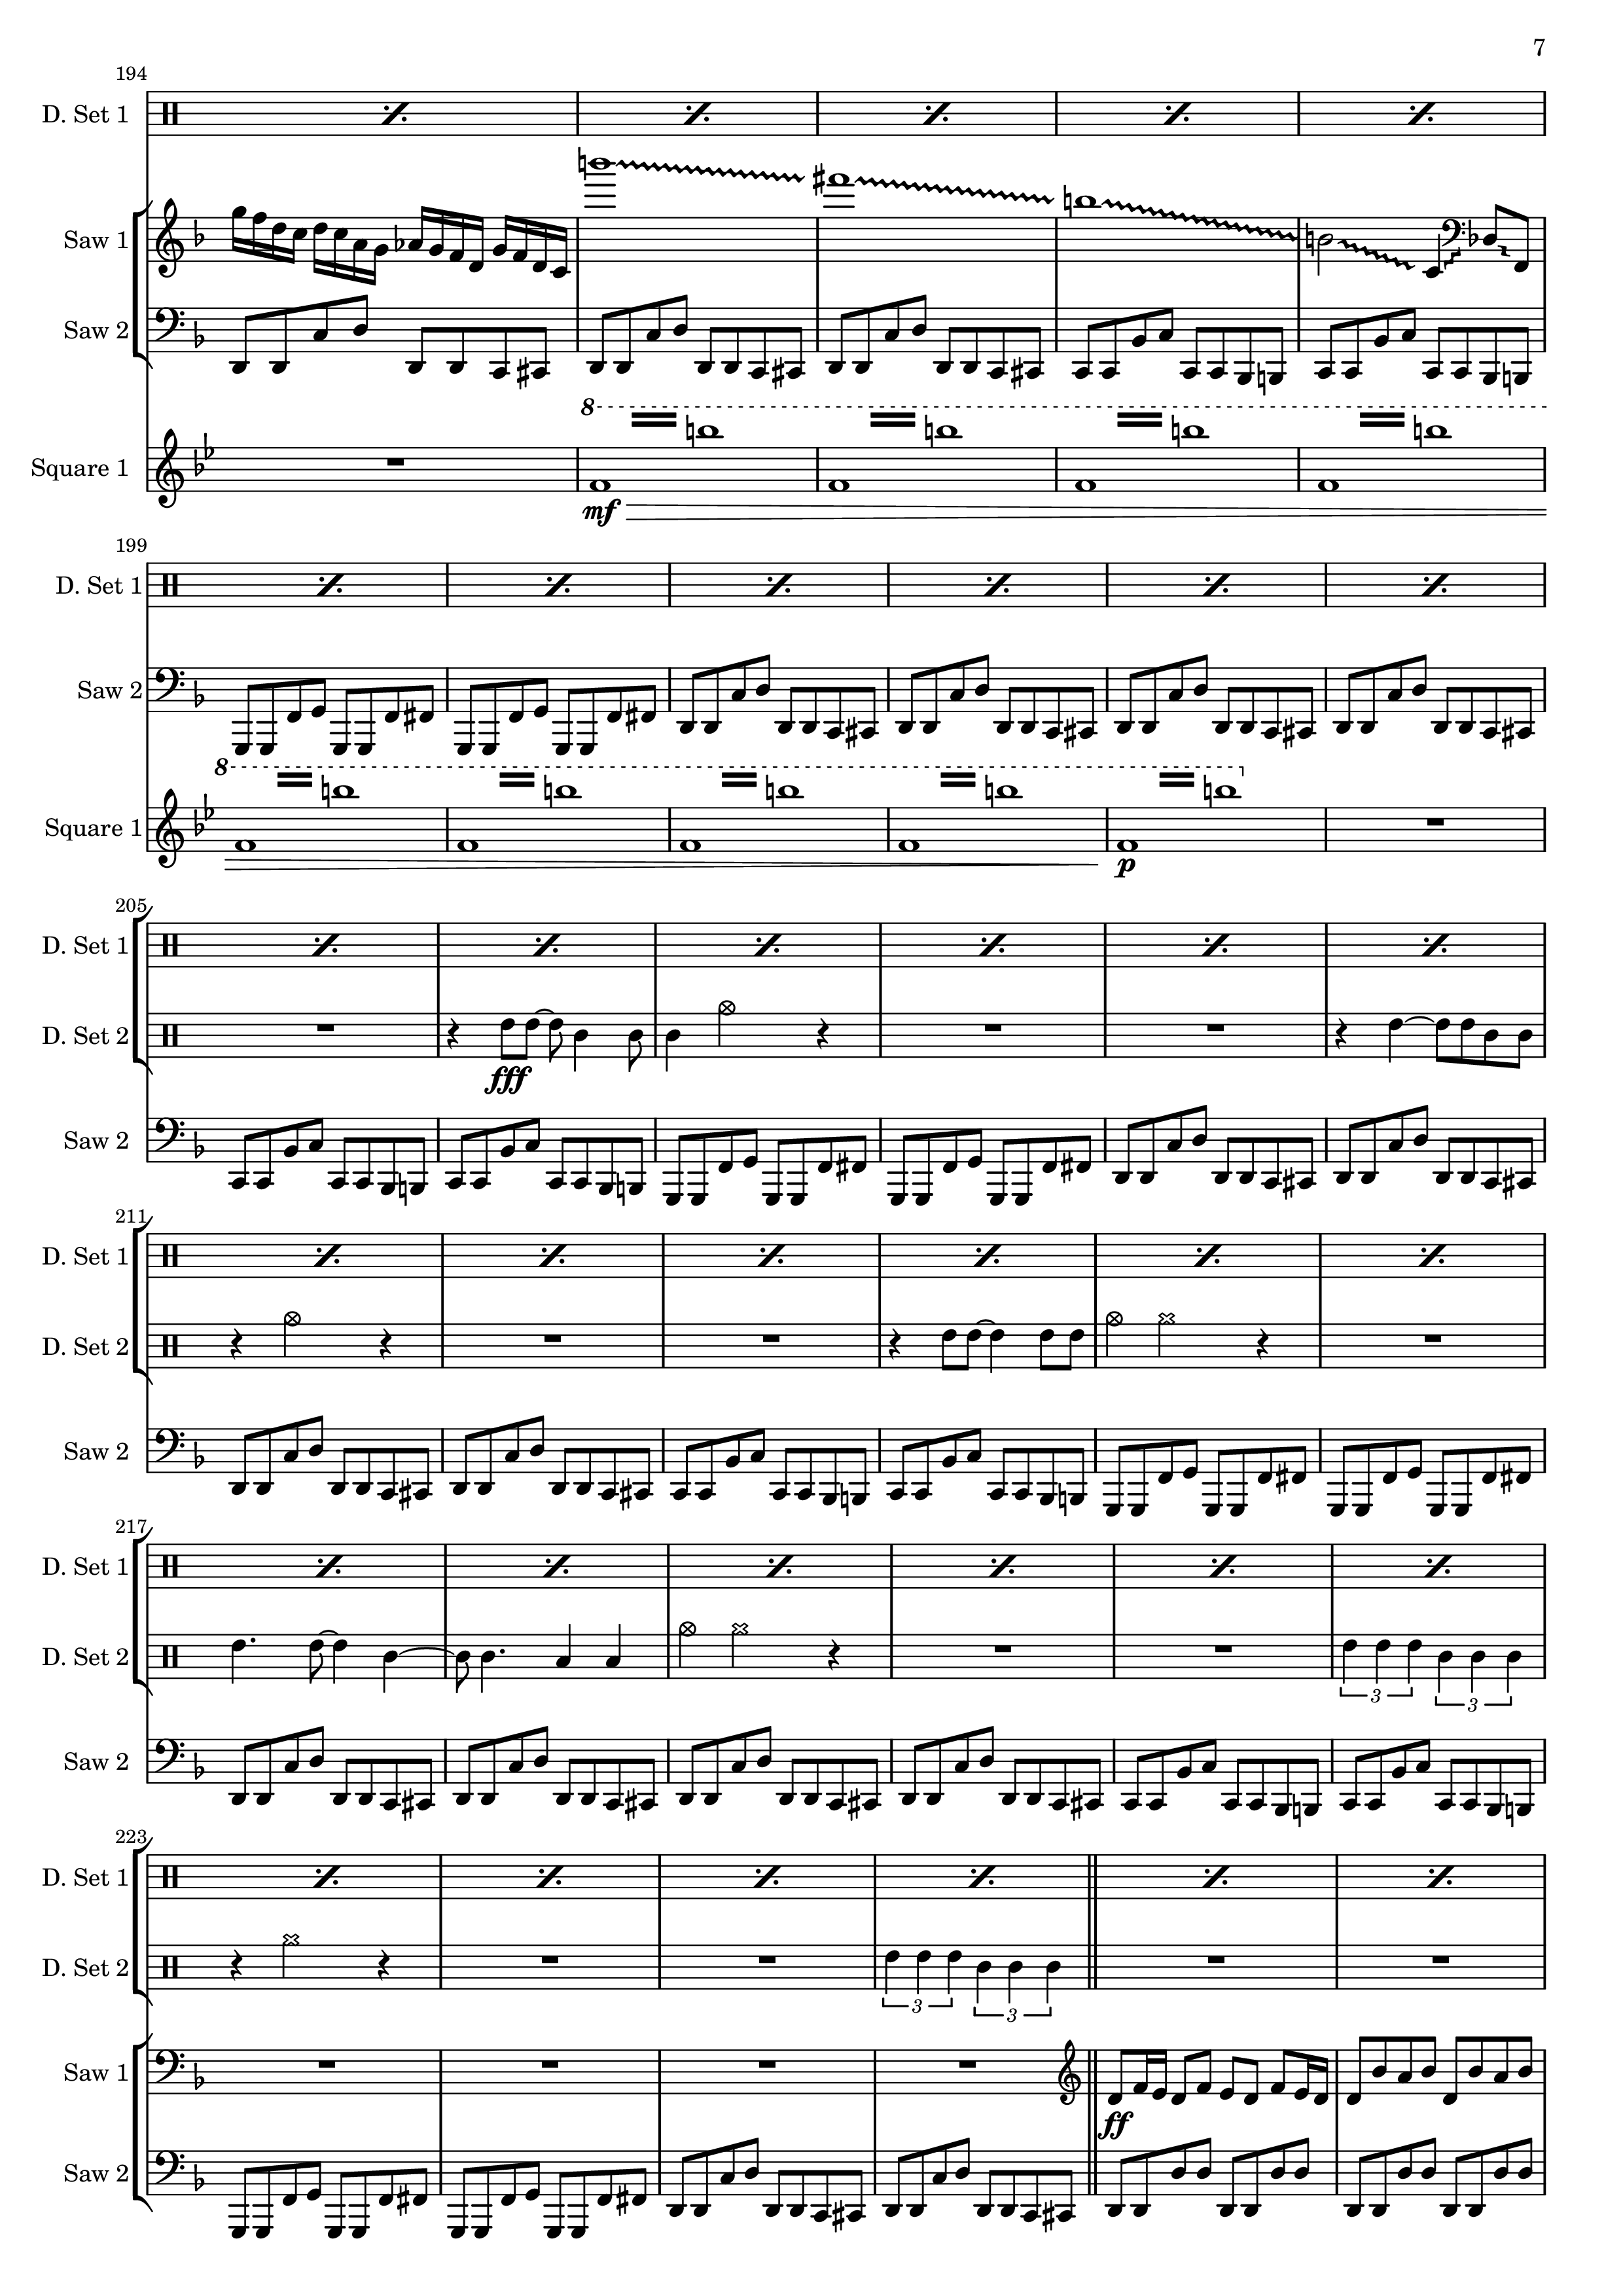 7
194
D. Set 1
Saw 1
Saw 2
8
Square 1
mf
199
D. Set 1
Saw 2
8
Square 1
p
205
D. Set 1
D. Set 2
fff
Saw 2
211
D. Set 1
D. Set 2
Saw 2
217
D. Set 1
D. Set 2
3 3
Saw 2
223
D. Set 1
D. Set 2
3 3
Saw 1
ff
Saw 2